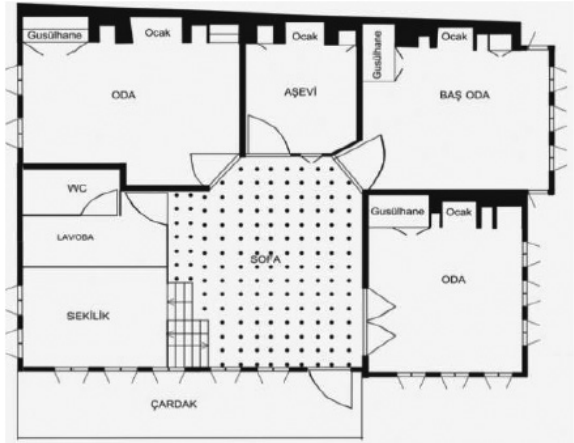 Gusülhane
Ocak
ODA
Ocak
AŞEVİ
Gusülhane
Ocak
BAŞ ODA
WC
LAVOBA
SEKİLİK
SOFA
Gusülhane
Ocak
ODA
ÇARDAK